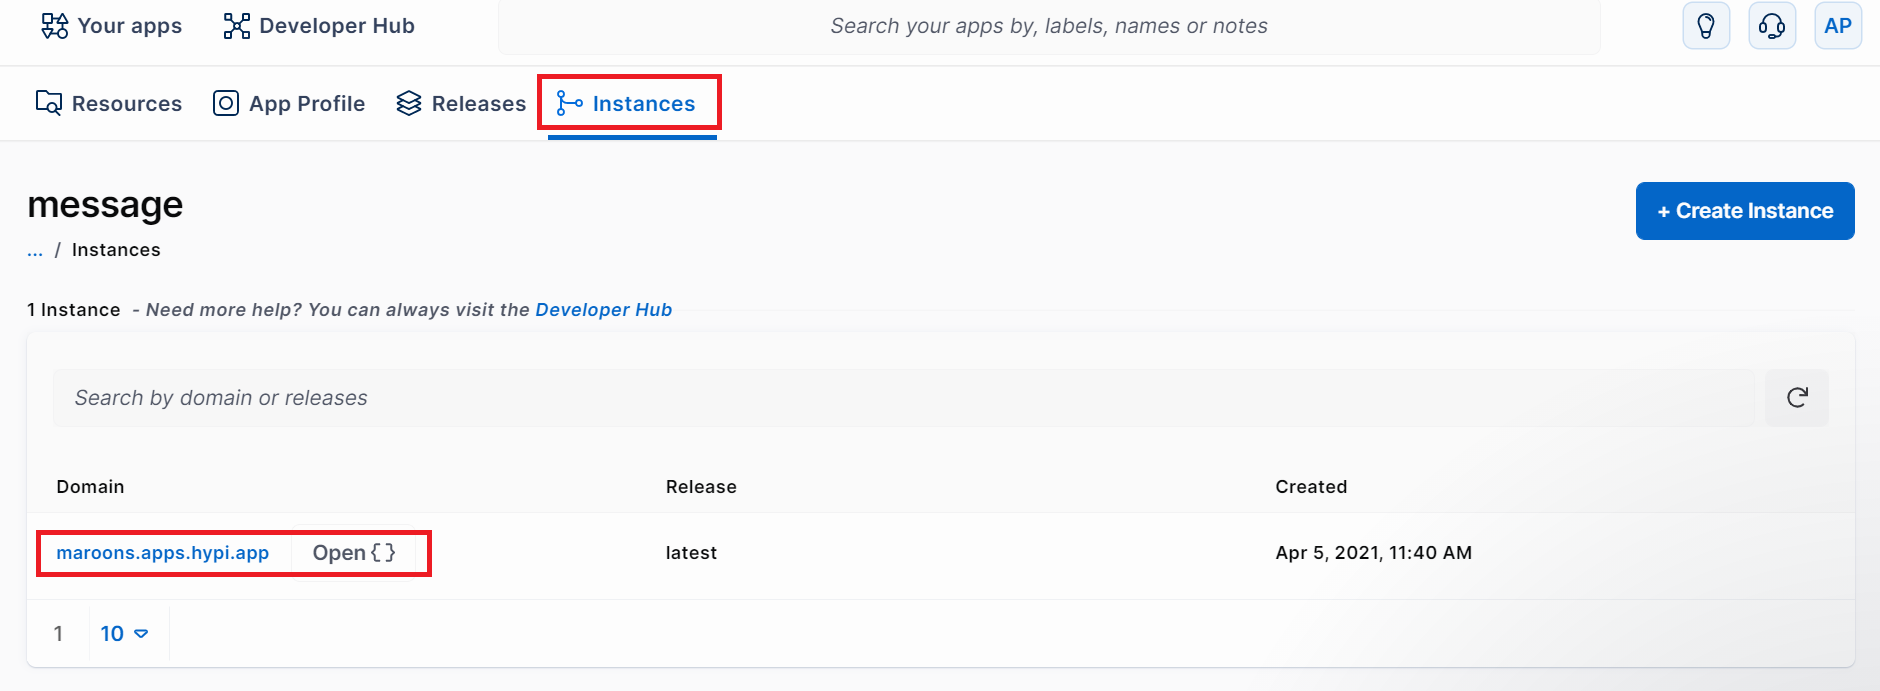 Your apps Developer Hub Search your apps by, labels, names or notes AP
Resources App Profile Releases Instances
message
+ Create Instance
... / Instances
1 Instance - Need more help? You can always visit the Developer Hub
Search by domain or releases
Domain Release Created
maroons.apps.hypi.app Open {} latest Apr 5, 2021, 11:40 AM
1 10